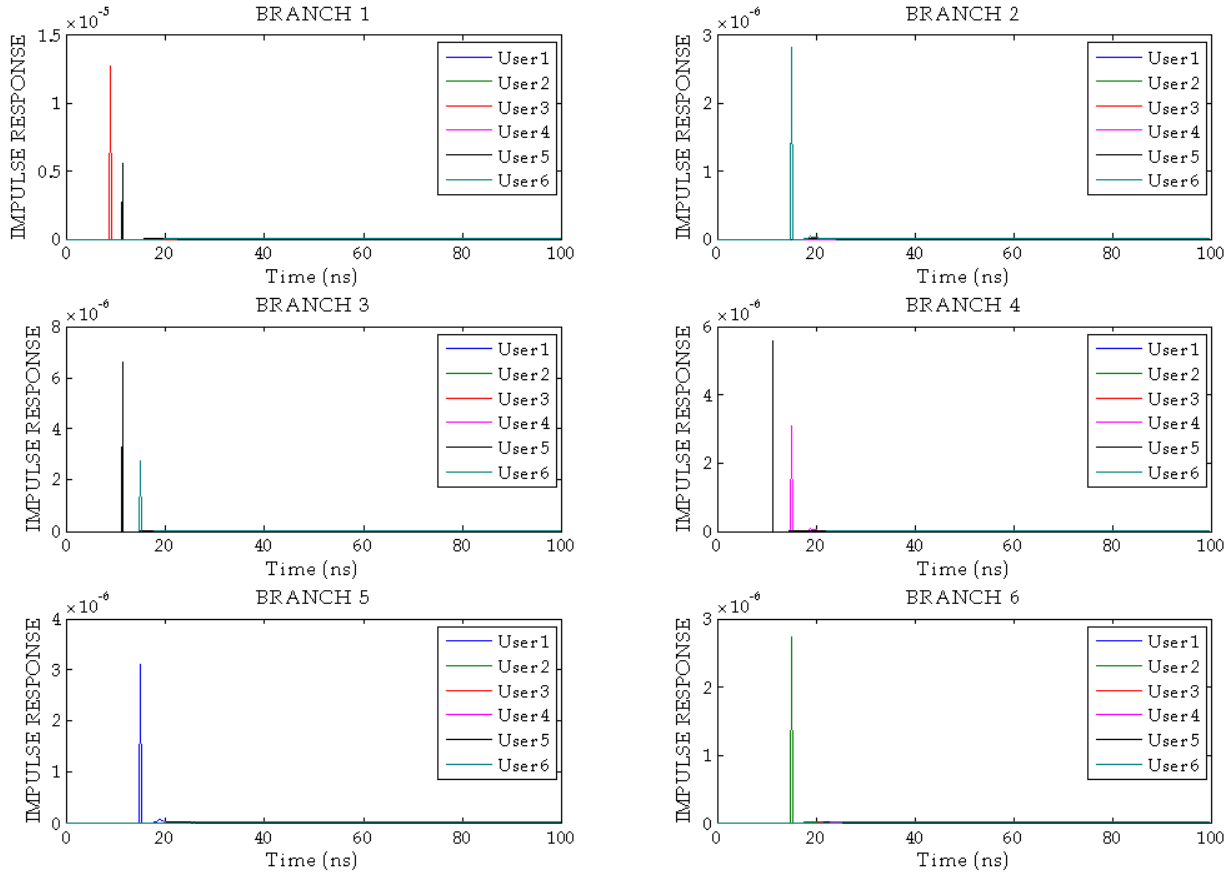 BRANCH 1
×10⁻⁵
IMPULSE RESPONSE
1.5
1
0.5
0
0 20 40 60 80 100
Time (ns)
User1
User2
User3
User4
User5
User6
BRANCH 2
×10⁻⁶
IMPULSE RESPONSE
3
2
1
0
0 20 40 60 80 100
Time (ns)
User1
User2
User3
User4
User5
User6
BRANCH 3
×10⁻⁶
IMPULSE RESPONSE
8
6
4
2
0
0 20 40 60 80 100
Time (ns)
User1
User2
User3
User4
User5
User6
BRANCH 4
×10⁻⁶
IMPULSE RESPONSE
6
4
2
0
0 20 40 60 80 100
Time (ns)
User1
User2
User3
User4
User5
User6
BRANCH 5
×10⁻⁶
IMPULSE RESPONSE
4
3
2
1
0
0 20 40 60 80 100
Time (ns)
User1
User2
User3
User4
User5
User6
BRANCH 6
×10⁻⁶
IMPULSE RESPONSE
3
2
1
0
0 20 40 60 80 100
Time (ns)
User1
User2
User3
User4
User5
User6